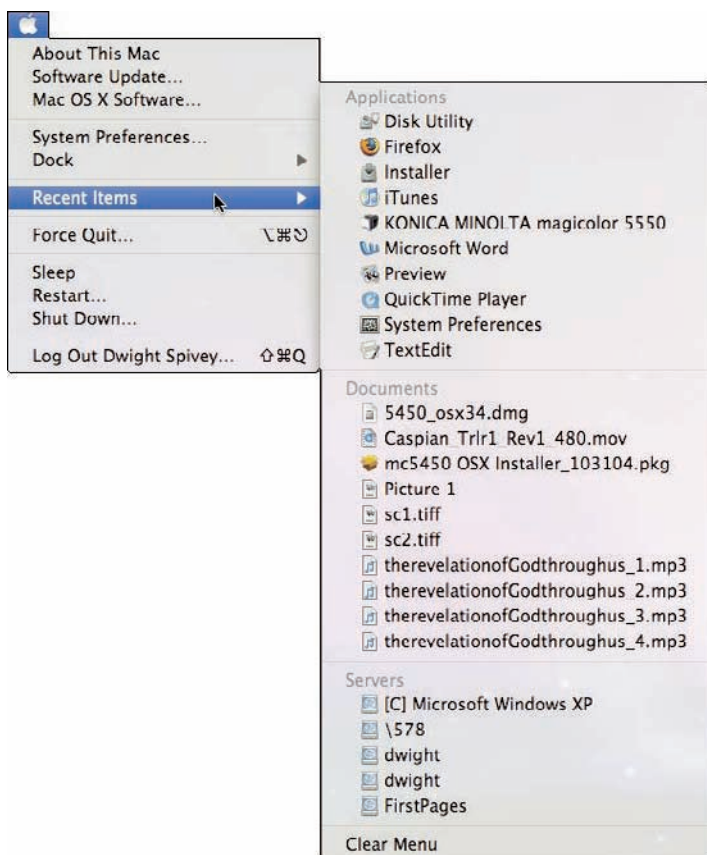 About This Mac
Software Update...
Mac OS X Software...
System Preferences...
Dock
Recent Items
Force Quit... ⌥⌘⎋
Sleep
Restart...
Shut Down...
Log Out Dwight Spivey... ⇧⌘Q
Applications
Disk Utility
Firefox
Installer
iTunes
KONICA MINOLTA magicolor 5550
Microsoft Word
Preview
QuickTime Player
System Preferences
TextEdit
Documents
5450_osx34.dmg
Caspian_Trlr1_Rev1_480.mov
mc5450 OSX Installer_103104.pkg
Picture 1
sc1.tiff
sc2.tiff
therevelationofGodthroughus_1.mp3
therevelationofGodthroughus_2.mp3
therevelationofGodthroughus_3.mp3
therevelationofGodthroughus_4.mp3
Servers
[C] Microsoft Windows XP
\578
dwight
dwight
FirstPages
Clear Menu